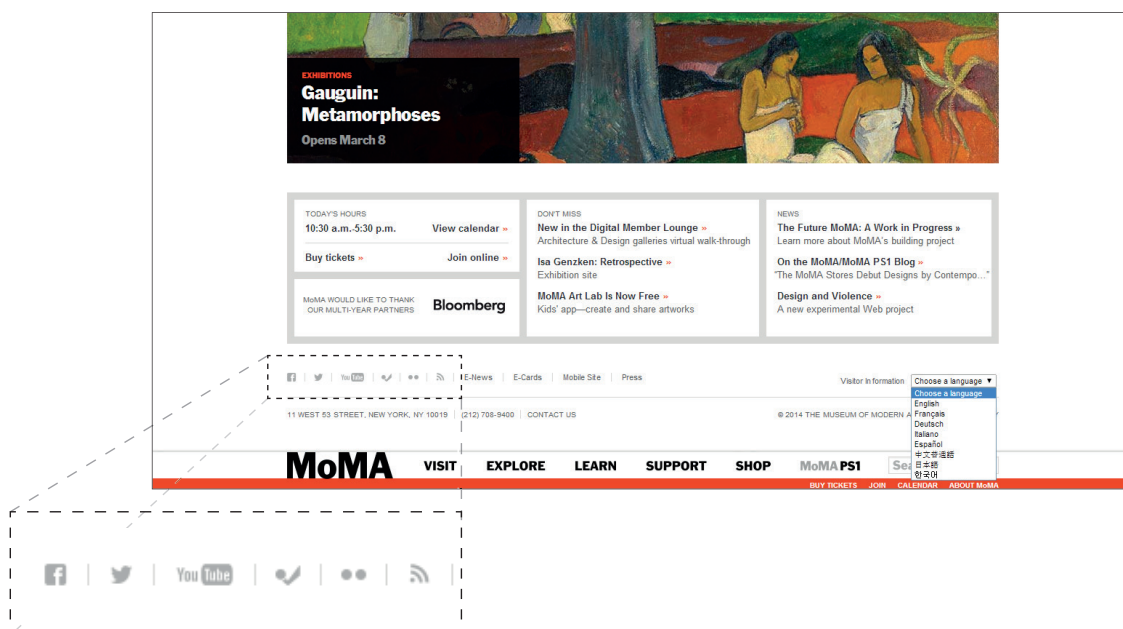 EXHIBITIONS
Gauguin:
Metamorphoses
Opens March 8
TODAY'S HOURS
10:30 a.m.-5:30 p.m. View calendar »
Buy tickets » Join online »
MoMA WOULD LIKE TO THANK
OUR MULTI-YEAR PARTNERS
Bloomberg
DON'T MISS
New in the Digital Member Lounge »
Architecture & Design galleries virtual walk-through
Isa Genzken: Retrospective »
Exhibition site
MoMA Art Lab Is Now Free »
Kids' app—create and share artworks
NEWS
The Future MoMA: A Work in Progress »
Learn more about MoMA's building project
On the MoMA/MoMA PS1 Blog »
"The MoMA Stores Debut Designs by Contempo…"
Design and Violence »
A new experimental Web project
You Tube | E-News | E-Cards | Mobile Site | Press
Visitor information Choose a language ▼
Choose a language
English
Français
Deutsch
Italiano
Español
中文普通話
日本語
한국어
11 WEST 53 STREET, NEW YORK, NY 10019 | (212) 708-9400 | CONTACT US
© 2014 THE MUSEUM OF MODERN
MoMA VISIT EXPLORE LEARN SUPPORT SHOP MoMA PS1
BUY TICKETS JOIN CALENDAR ABOUT MoMA
You Tube